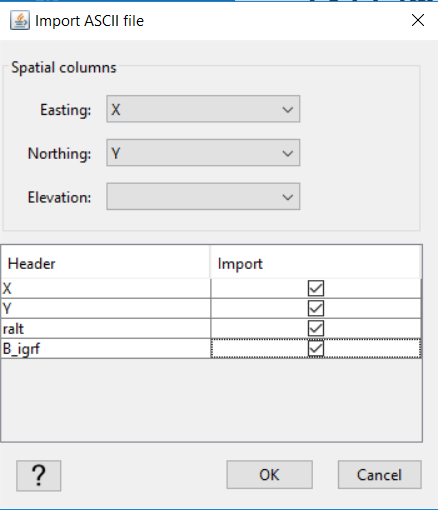 Import ASCII file
Spatial columns
Easting: X
Northing: Y
Elevation:
Header Import
X
Y
ralt
B_igrf
? OK Cancel